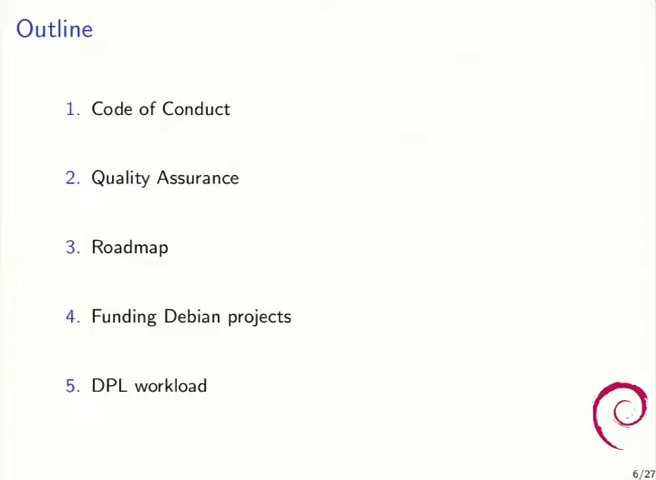 Outline
1. Code of Conduct
2. Quality Assurance
3. Roadmap
4. Funding Debian projects
5. DPL workload
6/27